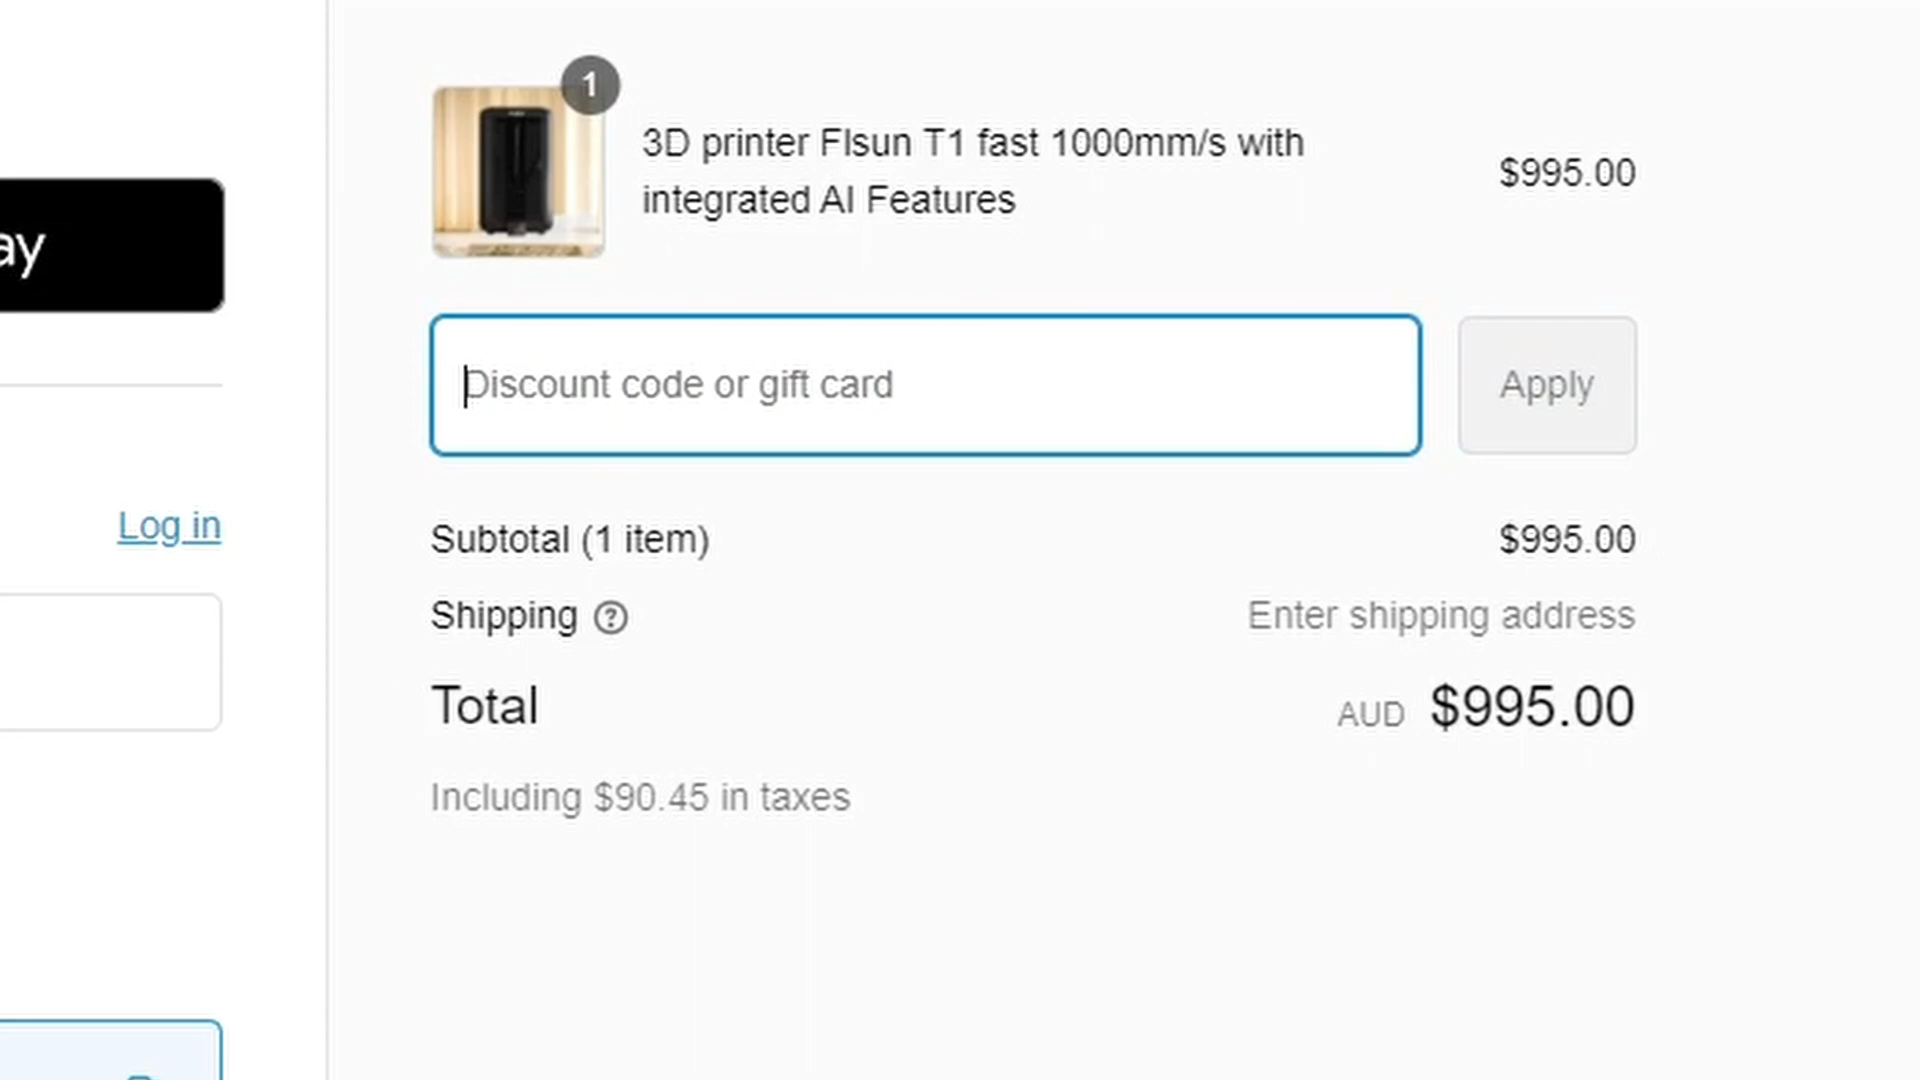 1
3D printer Flsun T1 fast 1000mm/s with
integrated AI Features
$995.00
ay
Discount code or gift card
Apply
Log in
Subtotal (1 item)
$995.00
Shipping ?
Enter shipping address
Total
AUD $995.00
Including $90.45 in taxes